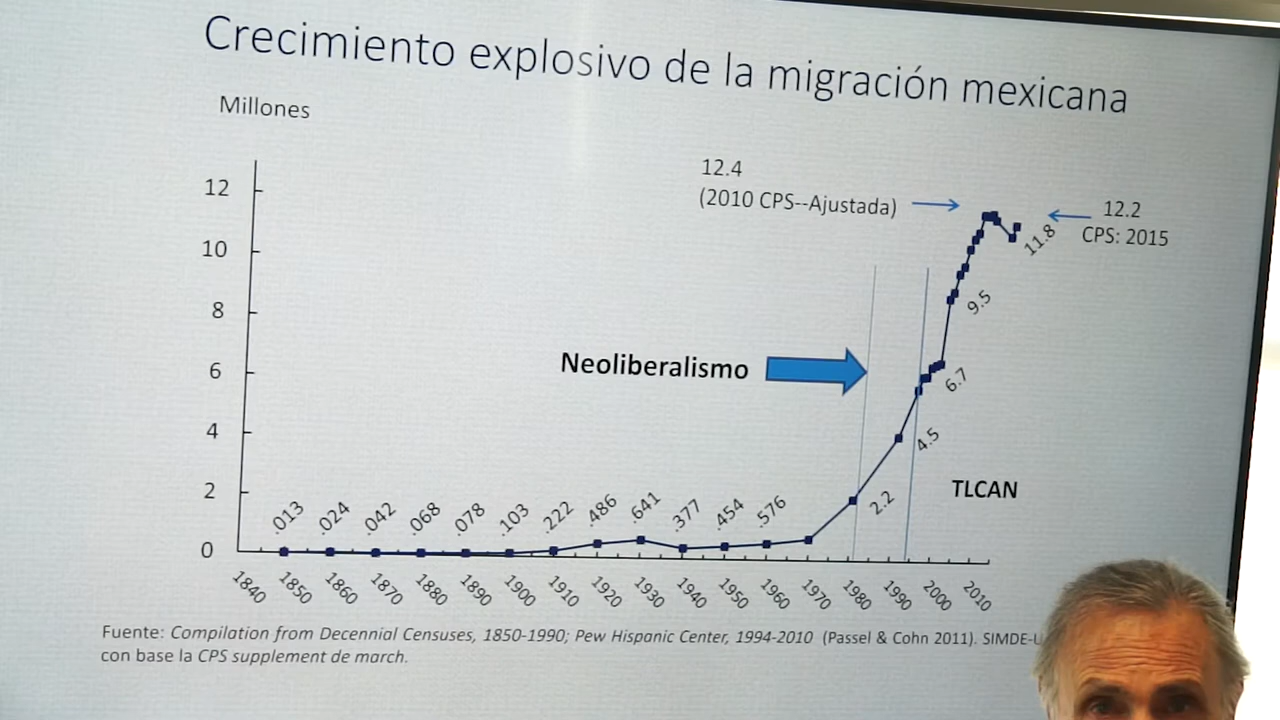 Crecimiento explosivo de la migración mexicana
Millones
12.4
(2010 CPS--Ajustada)
12.2
CPS: 2015
12
10
8
6
4
2
0
11.8
9.5
6.7
4.5
2.2
Neoliberalismo
TLCAN
.013 .024 .042 .068 .078 .103 .222 .486 .641 .377 .454 .576
1840 1850 1860 1870 1880 1890 1900 1910 1920 1930 1940 1950 1960 1970 1980 1990 2000 2010
Fuente: Compilation from Decennial Censuses, 1850-1990; Pew Hispanic Center, 1994-2010 (Passel & Cohn 2011). SIMDE-U
con base la CPS supplement de march.